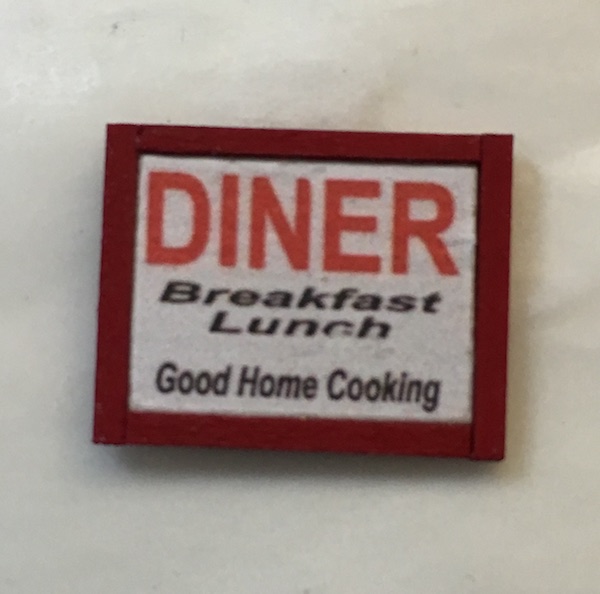 DINER
Breakfast
Lunch
Good Home Cooking